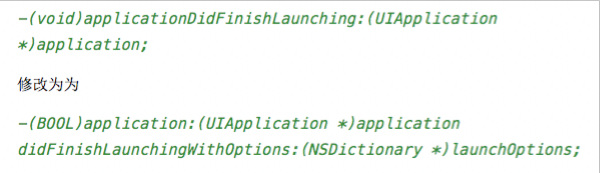 -(void)applicationDidFinishLaunching:(UIApplication
*)application;
修改为为
-(BOOL)application:(UIApplication *)application
didFinishLaunchingWithOptions:(NSDictionary *)launchOptions;